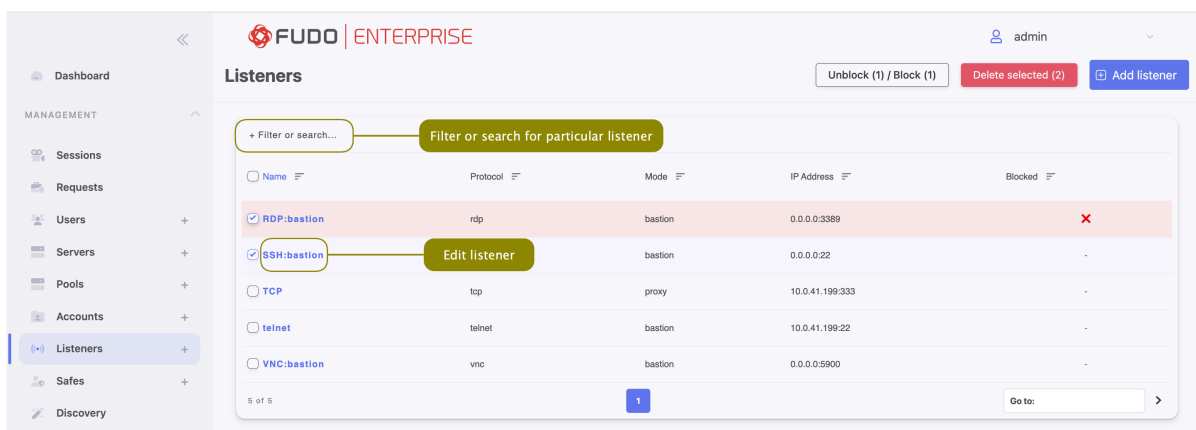 FUDO ENTERPRISE
admin
Dashboard
Listeners
Unblock (1) / Block (1)
Delete selected (2)
Add listener
MANAGEMENT
+ Filter or search...
Filter or search for particular listener
Sessions
Name Protocol Mode IP Address Blocked
Requests
Users +
RDP:bastion rdp bastion 0.0.0.0:3389
Servers +
SSH:bastion Edit listener bastion 0.0.0.0:22 -
Pools +
TCP tcp proxy 10.0.41.199:333 -
Accounts +
telnet telnet bastion 10.0.41.199:22 -
Listeners +
VNC:bastion vnc bastion 0.0.0.0:5900 -
Safes +
5 of 5 1 Go to:
Discovery